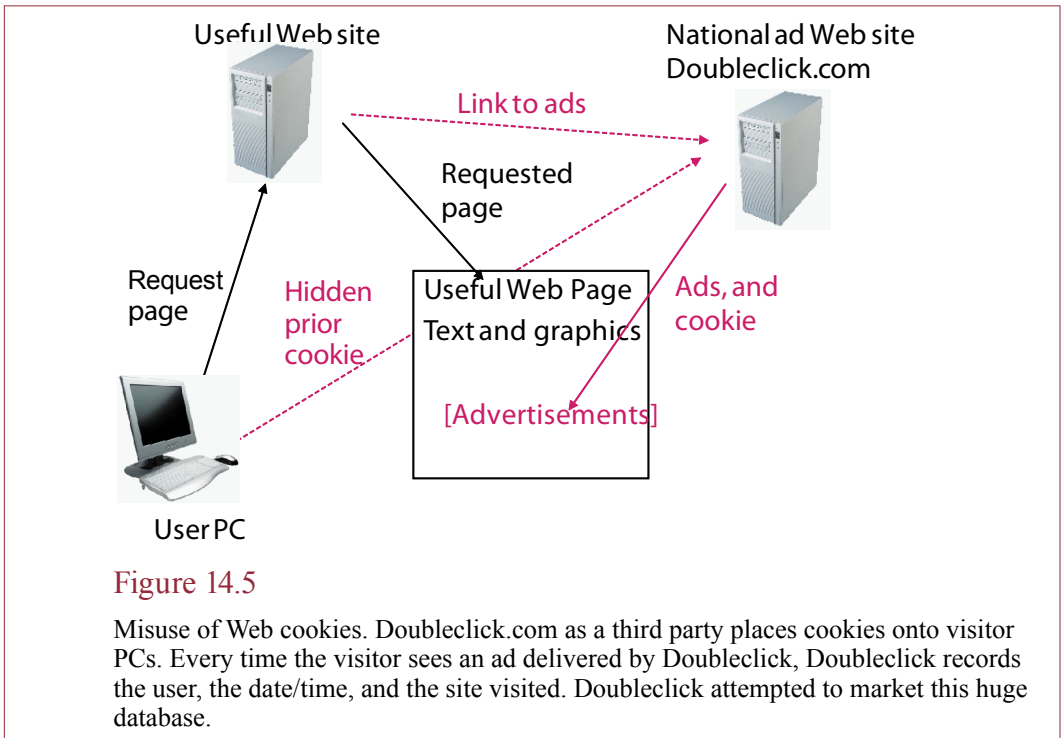 Useful Web site
National ad Web site
Doubleclick.com
Link to ads
Requested
page
Request
page
Hidden
prior
cookie
Useful Web Page
Text and graphics
[Advertisements]
Ads, and
cookie
User PC
Figure 14.5
Misuse of Web cookies. Doubleclick.com as a third party places cookies onto visitor
PCs. Every time the visitor sees an ad delivered by Doubleclick, Doubleclick records
the user, the date/time, and the site visited. Doubleclick attempted to market this huge
database.